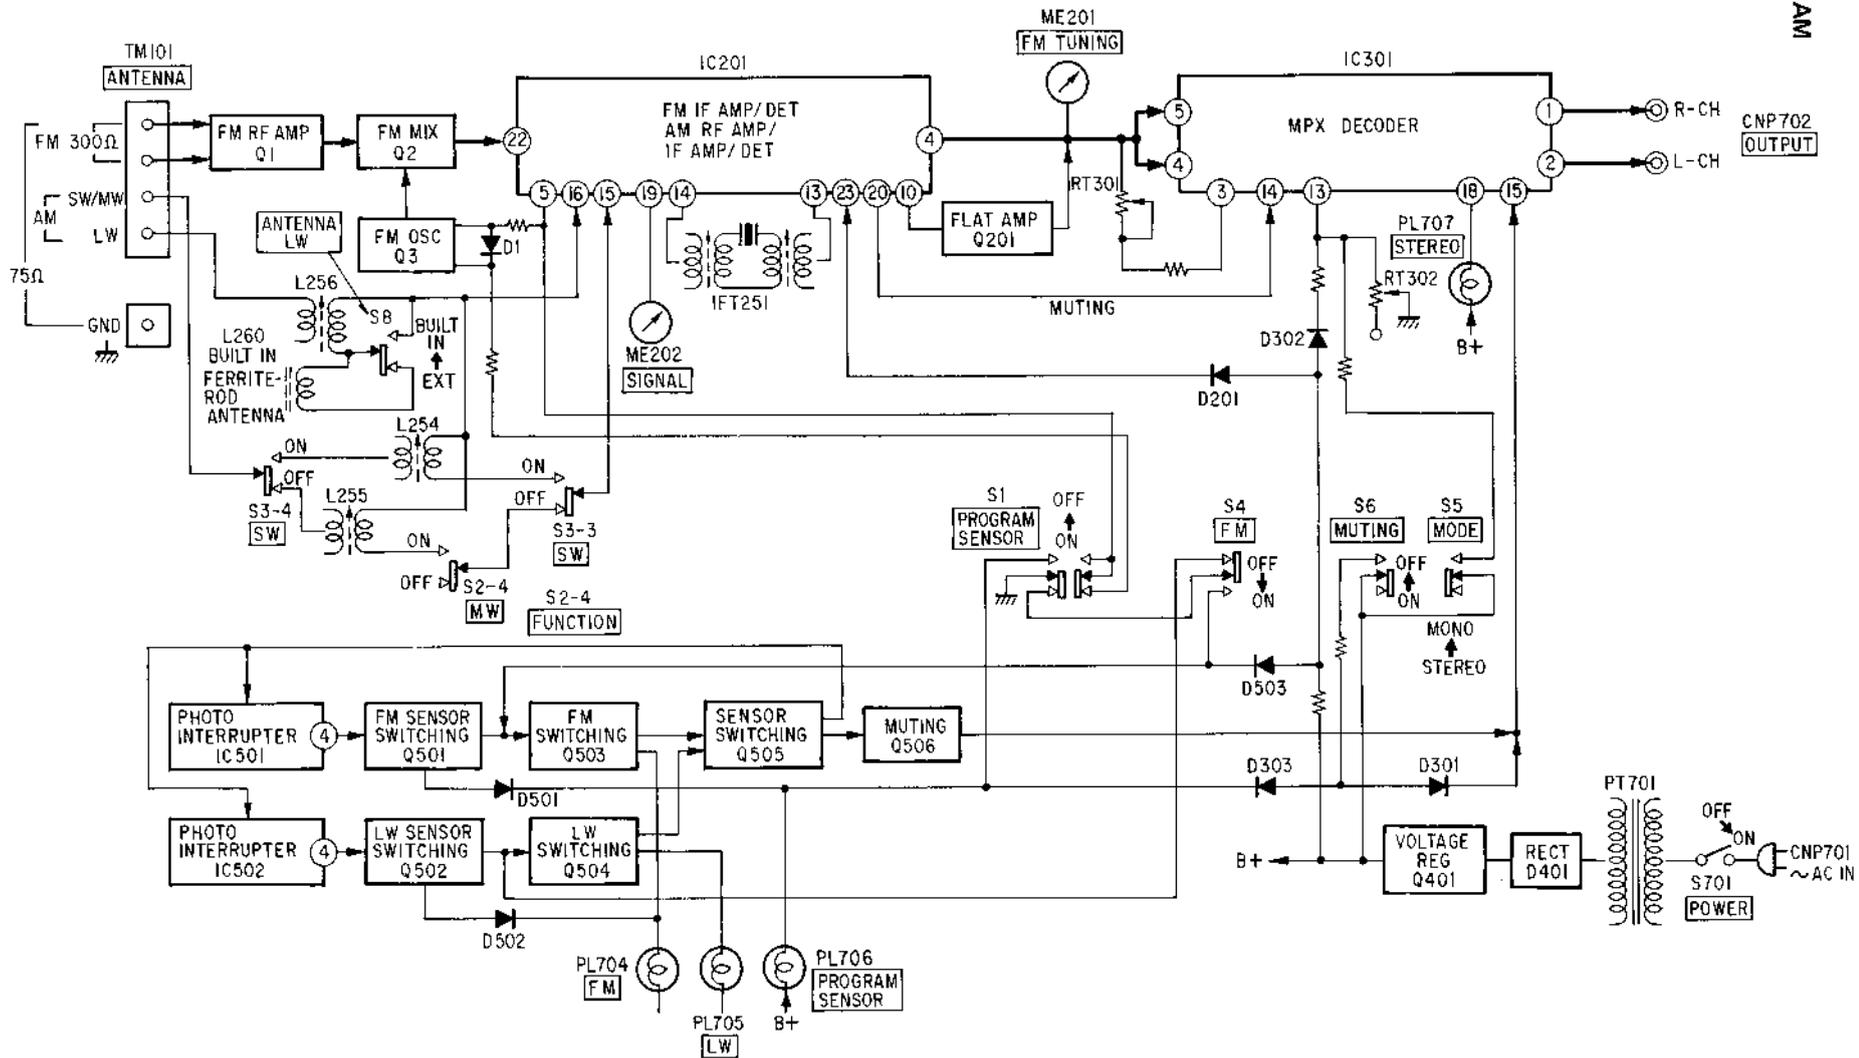 AM
TM101
ANTENNA
FM 300Ω
SW/MW
AM
LW
75Ω
GND
FM RF AMP
Q1
FM MIX
Q2
FM OSC
Q3
D1
ANTENNA
LW
IC201
FM IF AMP/DET
AM RF AMP/
IF AMP/DET
22
4
5
16
15
19
14
13
23
20
10
ME201
FM TUNING
FLAT AMP
Q201
RT301
IFT251
MUTING
ME202
SIGNAL
IC301
MPX DECODER
5
4
1
2
3
14
13
18
15
R-CH
L-CH
CNP702
OUTPUT
PL707
STEREO
RT302
B+
D302
D201
L256
S8
BUILT
IN
EXT
L260
BUILT IN
FERRITE-
ROD
ANTENNA
L254
ON
OFF
S3-4
SW
L255
ON
OFF
S2-4
MW
ON
OFF
S3-3
SW
S2-4
FUNCTION
S1
PROGRAM
SENSOR
OFF
ON
S4
FM
OFF
ON
S6
MUTING
OFF
ON
S5
MODE
MONO
STEREO
D503
PHOTO
INTERRUPTER
IC501
4
FM SENSOR
SWITCHING
Q501
FM
SWITCHING
Q503
SENSOR
SWITCHING
Q505
MUTING
Q506
D501
D303
D301
PHOTO
INTERRUPTER
IC502
4
LW SENSOR
SWITCHING
Q502
LW
SWITCHING
Q504
D502
B+
VOLTAGE
REG
Q401
RECT
D401
PT701
OFF
ON
S701
POWER
CNP701
~AC IN
PL704
FM
PL705
LW
PL706
PROGRAM
SENSOR
B+